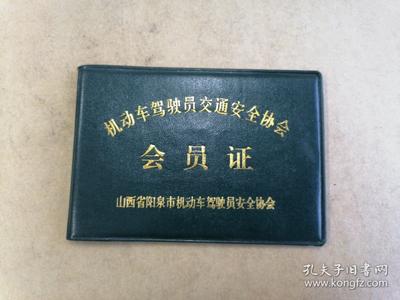 机动车驾驶员交通安全协会
会员证
山西省阳泉市机动车驾驶员安全协会
孔夫子旧书网
www.kongfz.com